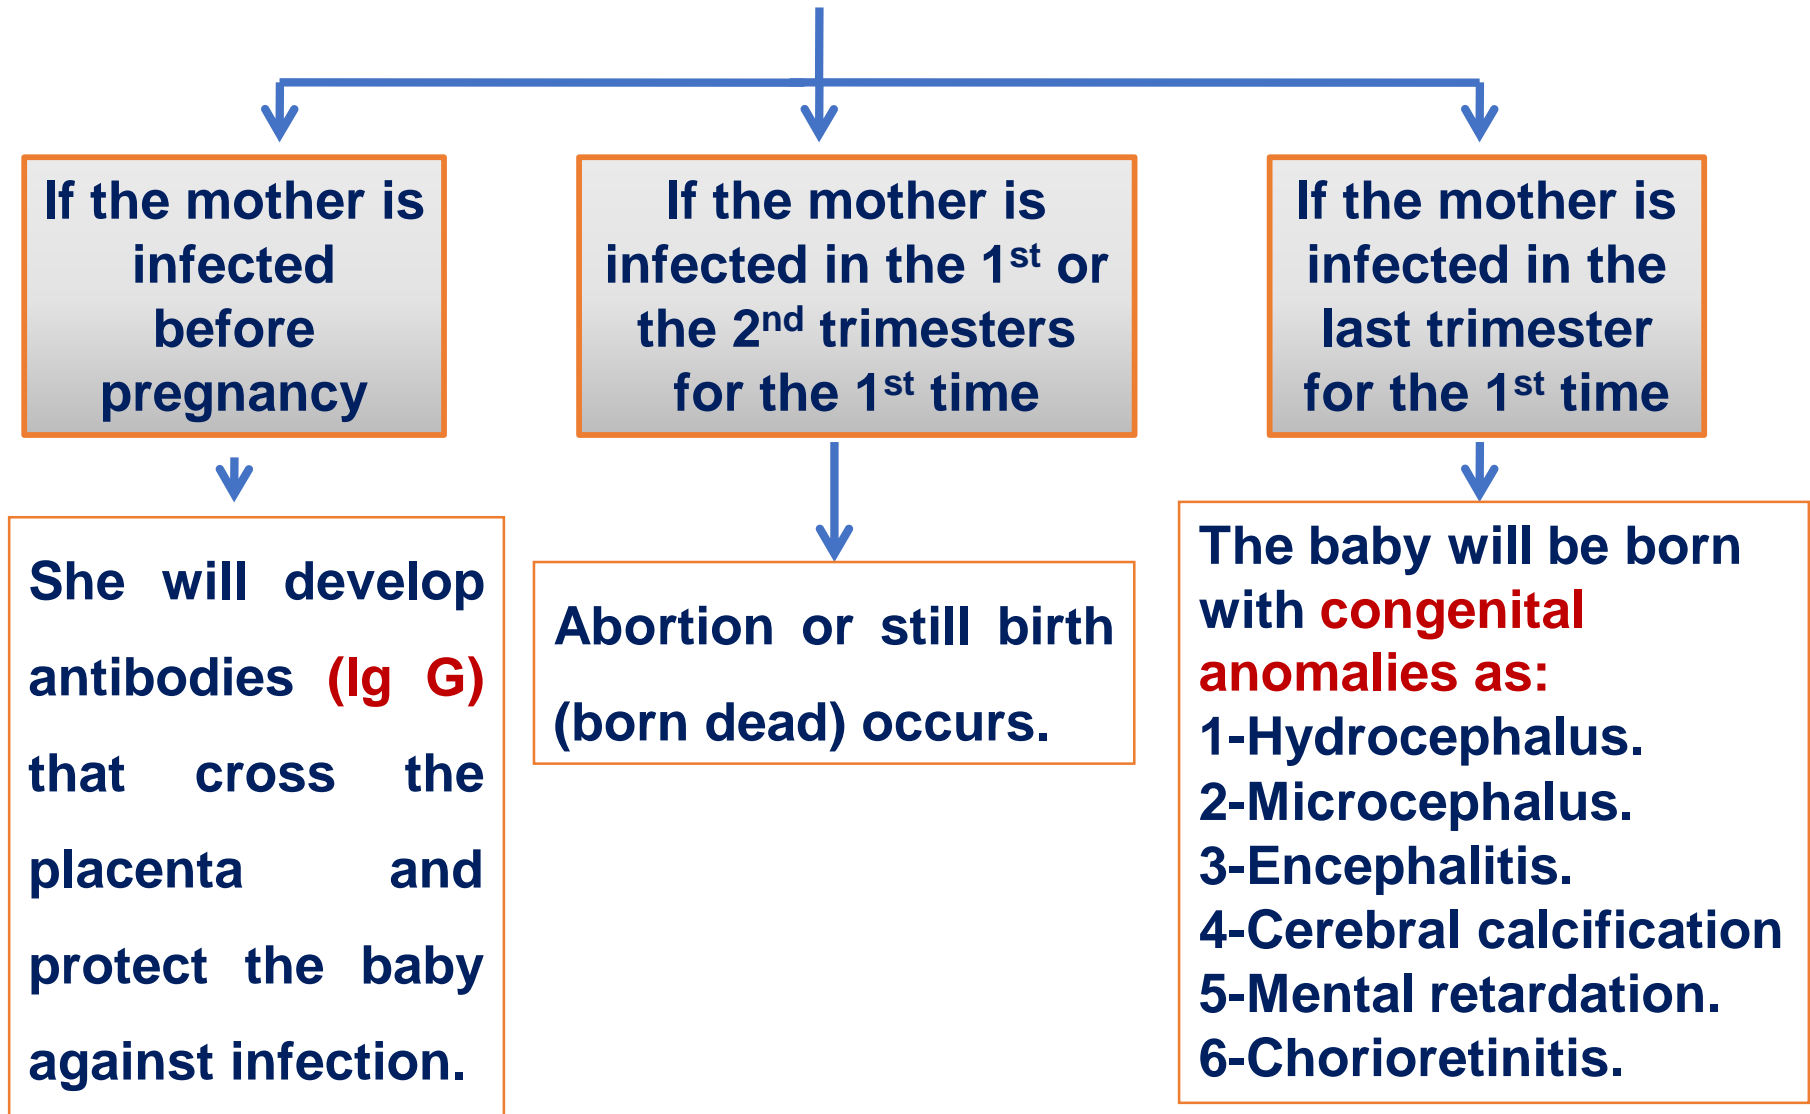 If the mother is
infected
before
pregnancy
If the mother is
infected in the 1st or
the 2nd trimesters
for the 1st time
If the mother is
infected in the
last trimester
for the 1st time
She will develop
antibodies (Ig G)
that cross the
placenta and
protect the baby
against infection.
Abortion or still birth
(born dead) occurs.
The baby will be born
with congenital
anomalies as:
1-Hydrocephalus.
2-Microcephalus.
3-Encephalitis.
4-Cerebral calcification
5-Mental retardation.
6-Chorioretinitis.